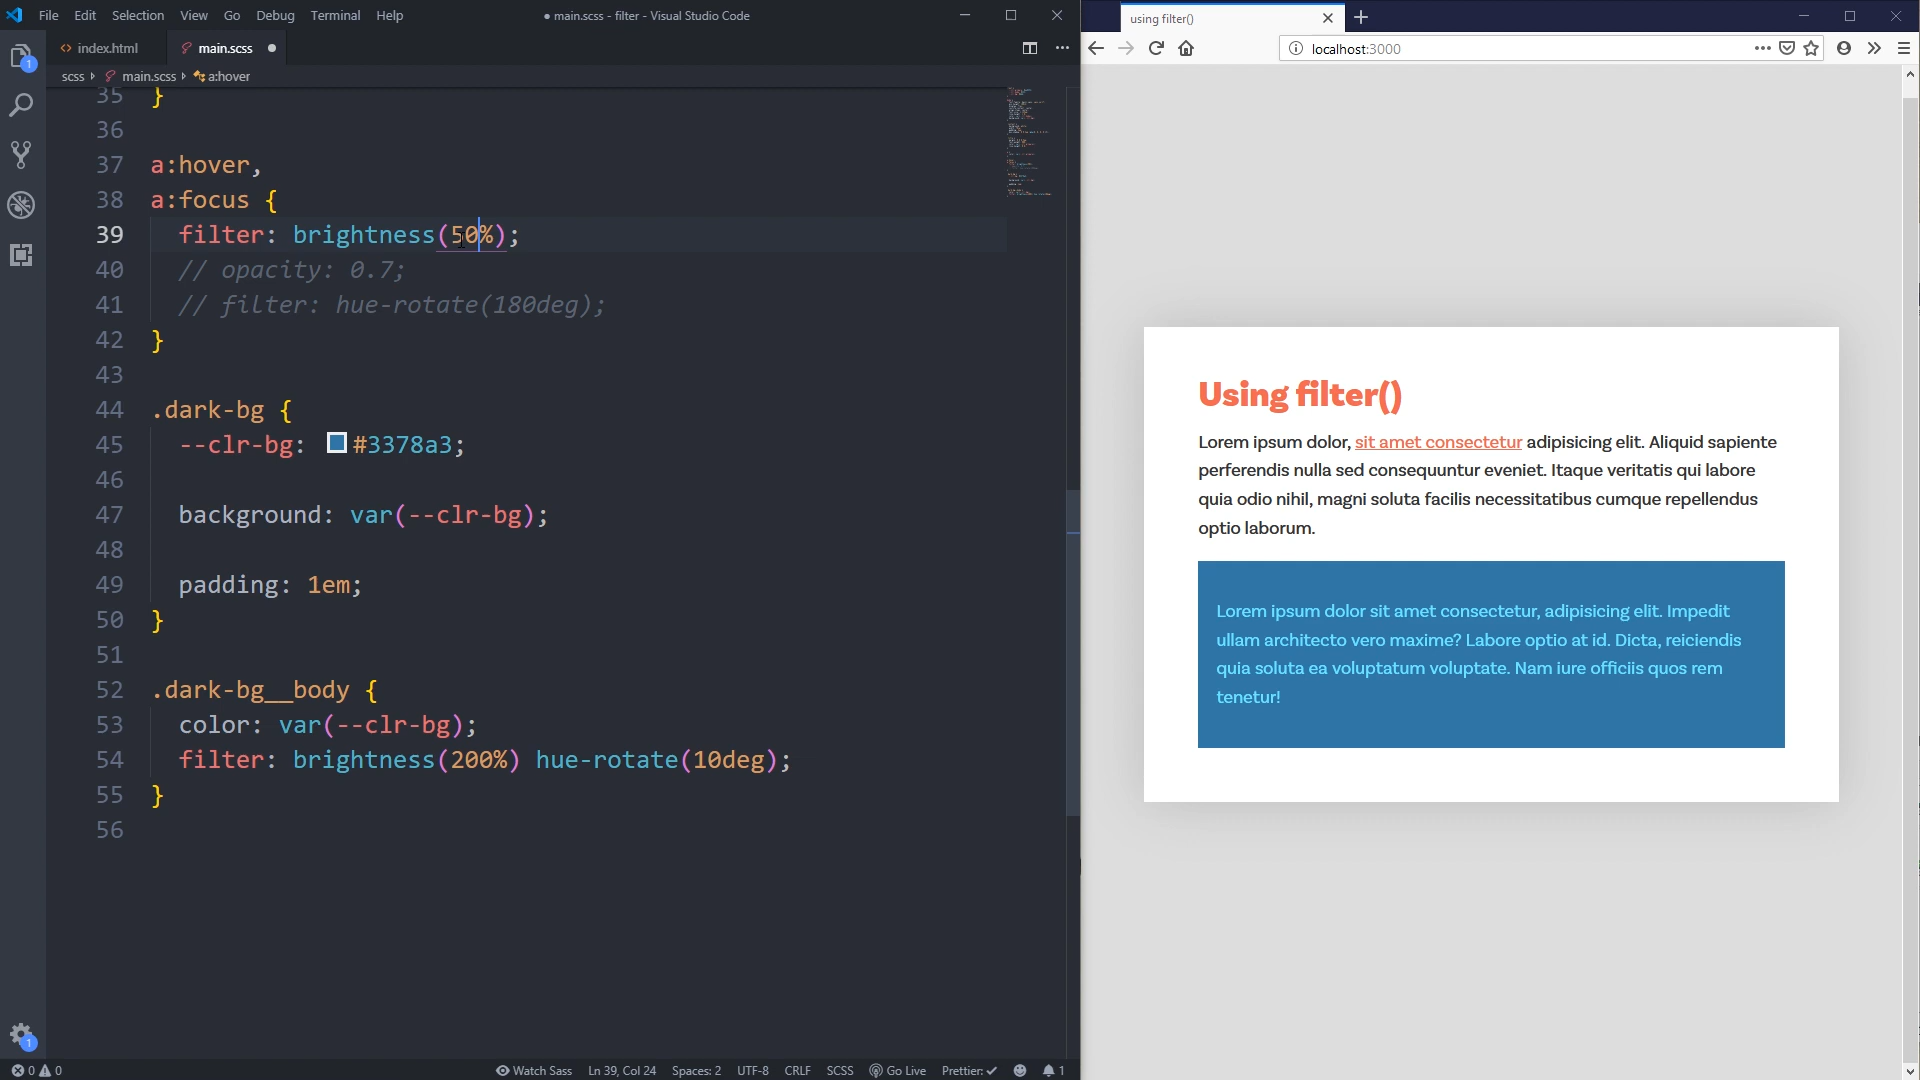 File Edit Selection View Go Debug Terminal Help
● main.scss - filter - Visual Studio Code
index.html
main.scss
scss
main.scss
a:hover
35 }
36
37 a:hover,
38 a:focus {
39 filter: brightness(50%);
40 // opacity: 0.7;
41 // filter: hue-rotate(180deg);
42 }
43
44 .dark-bg {
45 --clr-bg: #3378a3;
46
47 background: var(--clr-bg);
48
49 padding: 1em;
50 }
51
52 .dark-bg__body {
53 color: var(--clr-bg);
54 filter: brightness(200%) hue-rotate(10deg);
55 }
56
1
1
0 0
Watch Sass
Ln 39, Col 24
Spaces: 2
UTF-8
CRLF
SCSS
Go Live
Prettier: ✓
1
using filter()
localhost:3000
Using filter()
Lorem ipsum dolor, sit amet consectetur adipisicing elit. Aliquid sapiente
perferendis nulla sed consequuntur eveniet. Itaque veritatis qui labore
quia odio nihil, magni soluta facilis necessitatibus cumque repellendus
optio laborum.
Lorem ipsum dolor sit amet consectetur, adipisicing elit. Impedit
ullam architecto vero maxime? Labore optio at id. Dicta, reiciendis
quia soluta ea voluptatum voluptate. Nam iure officiis quos rem
tenetur!